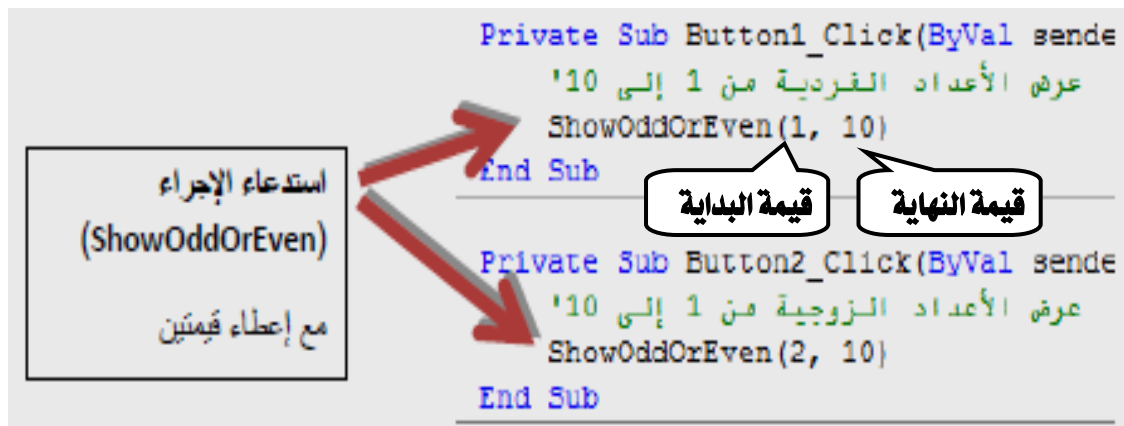 Private Sub Button1_Click(ByVal sende
'عرض الأعداد الفردية من 1 إلى 10
ShowOddOrEven(1, 10)
End Sub
قيمة البداية
قيمة النهاية
استدعاء الإجراء
(ShowOddOrEven)
مع إعطاء قيمتين
Private Sub Button2_Click(ByVal sende
'عرض الأعداد الزوجية من 1 إلى 10
ShowOddOrEven(2, 10)
End Sub